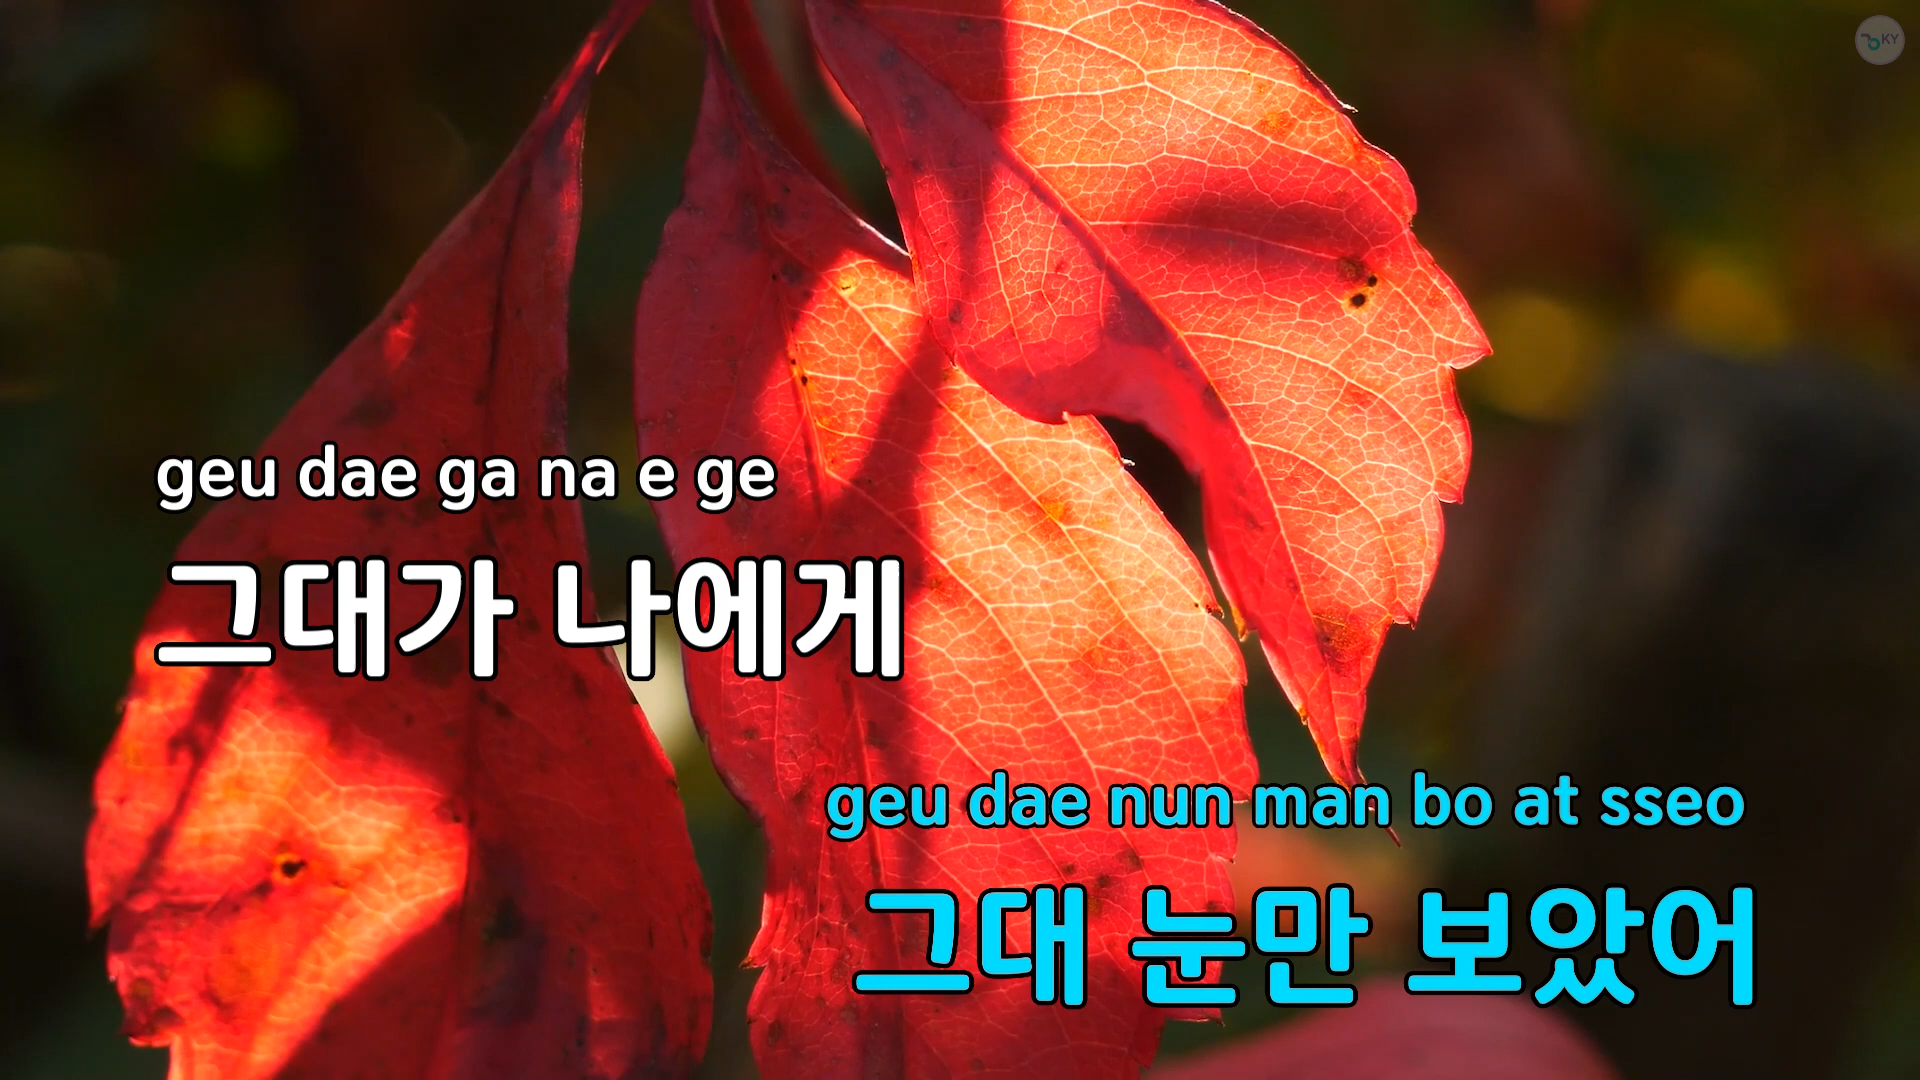 KY
geu dae ga na e ge
그대가 나에게
geu dae nun man bo at sseo
그대 눈만 보았어